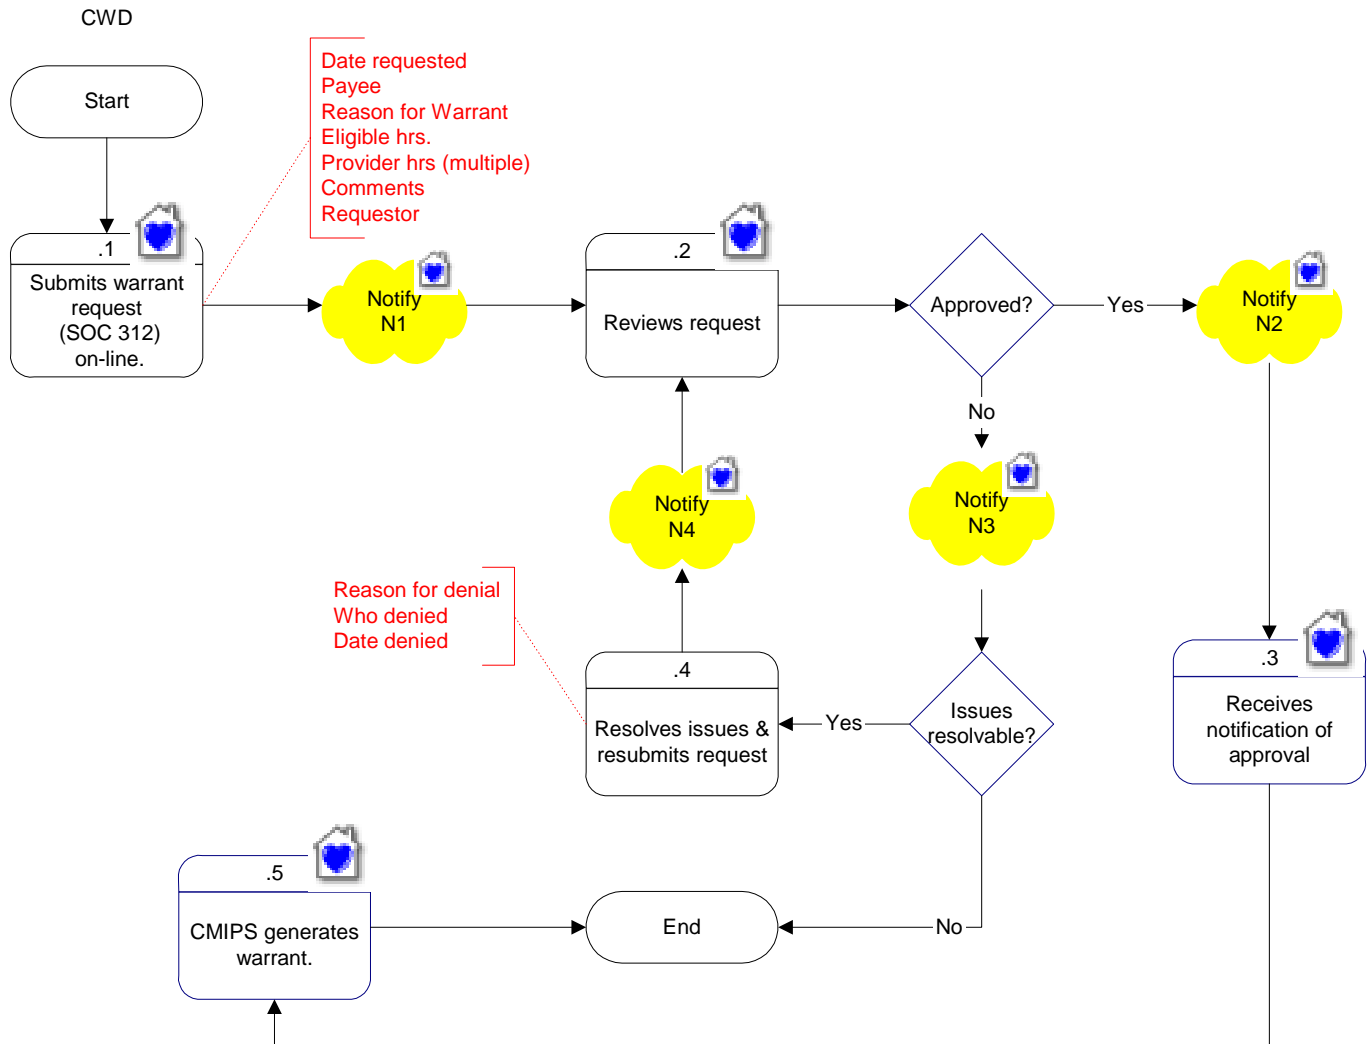 CWD
Start
Date requested
Payee
Reason for Warrant
Eligible hrs.
Provider hrs (multiple)
Comments
Requestor
.1
Submits warrant
request
(SOC 312)
on-line.
Notify
N1
.2
Reviews request
Approved?
Yes
Notify
N2
No
Notify
N4
Notify
N3
Reason for denial
Who denied
Date denied
.4
Resolves issues &
resubmits request
Yes
Issues
resolvable?
.3
Receives
notification of
approval
.5
CMIPS generates
warrant.
End
No